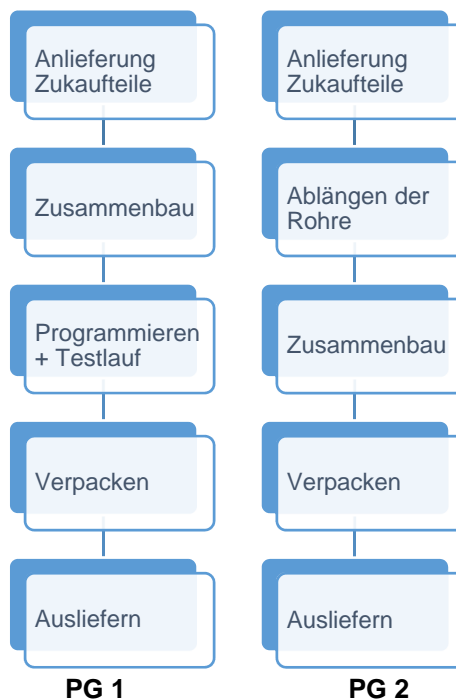 Anlieferung
Zukaufteile
Zusammenbau
Programmieren
+ Testlauf
Verpacken
Ausliefern
PG 1
Anlieferung
Zukaufteile
Ablängen der
Rohre
Zusammenbau
Verpacken
Ausliefern
PG 2